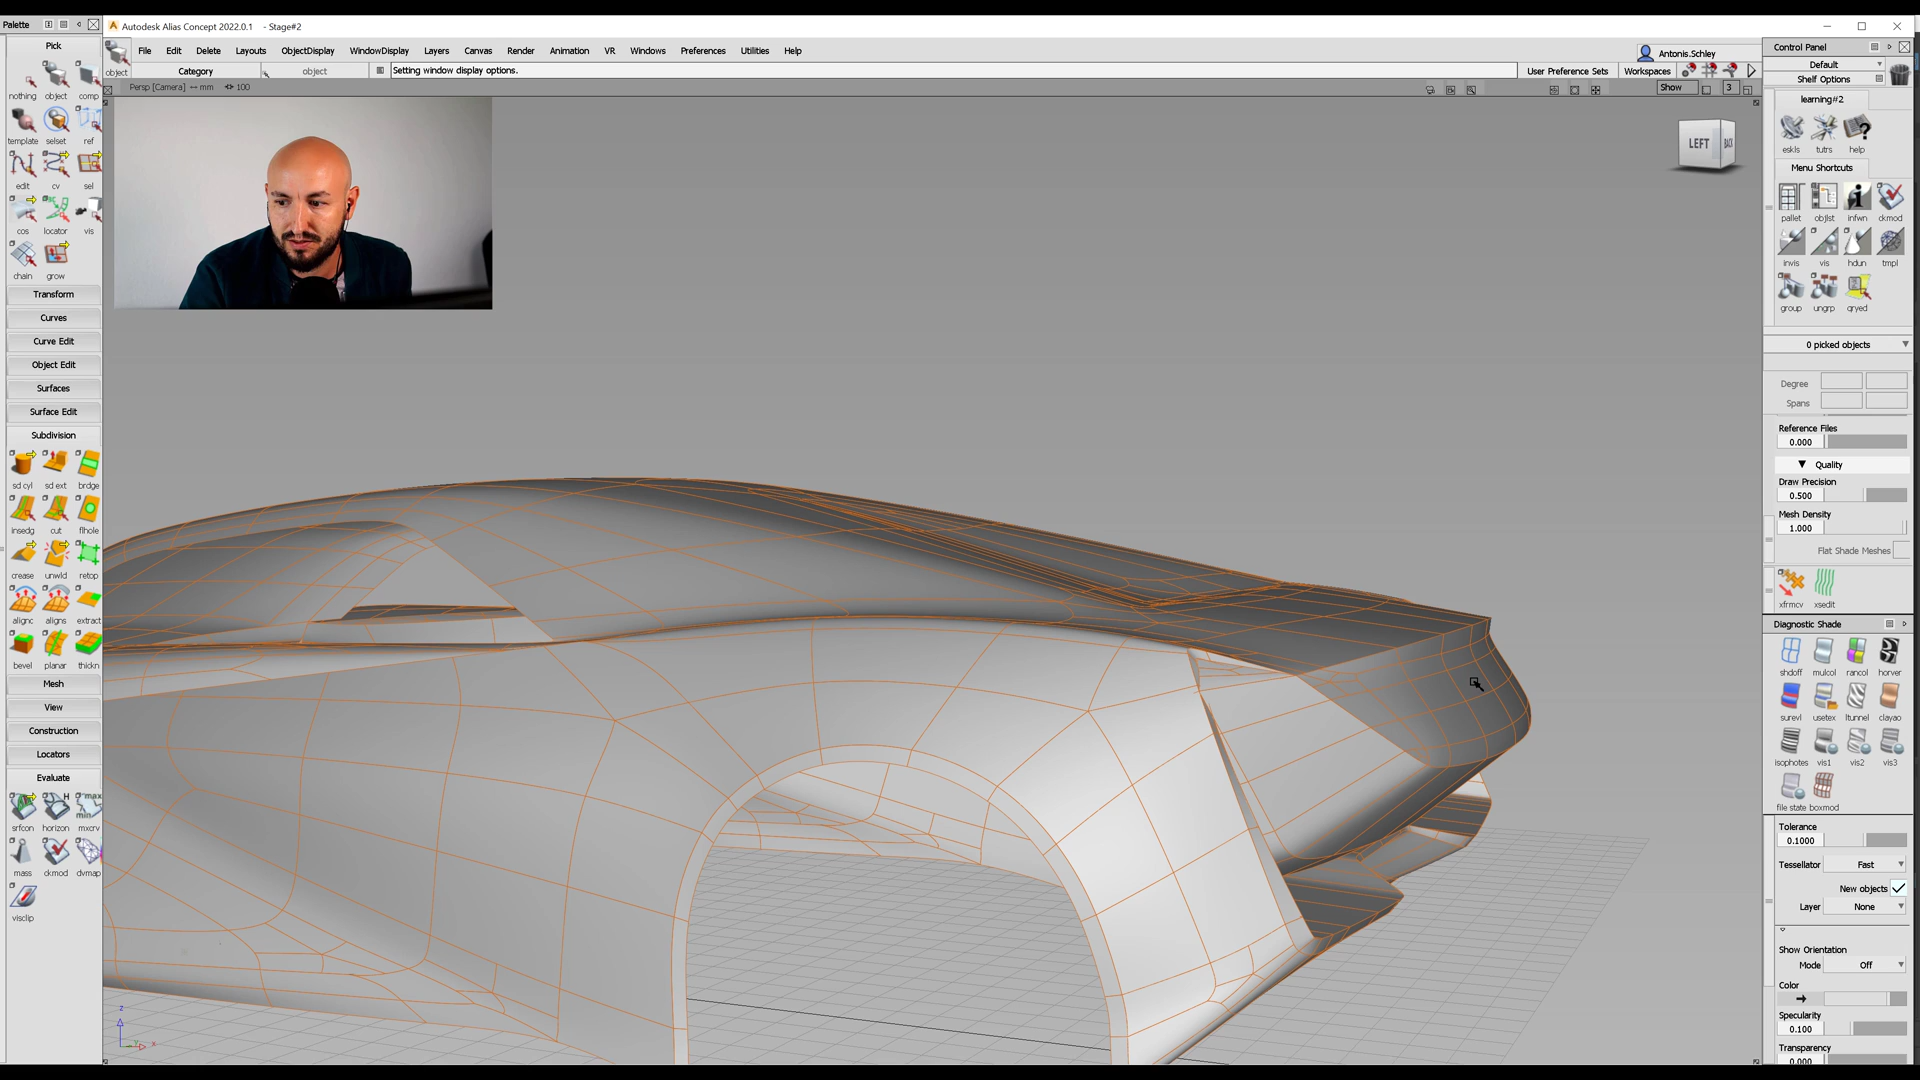 Palette
Autodesk Alias Concept 2022.0.1 - Stage#2
File Edit Delete Layouts ObjectDisplay WindowDisplay Layers Canvas Render Animation VR Windows Preferences Utilities Help
Antonis.Schley
object Category object Setting window display options. User Preference Sets Workspaces
Persp [Camera] ↔ mm 100 Show 3
LEFT BACK
Pick
nothing object comp
template selset ref
edit cv sel
cos locator vis
chain grow
Transform
Curves
Curve Edit
Object Edit
Surfaces
Surface Edit
Subdivision
sd cyl sd ext brdge
insedg cut flhole
crease unwld retop
alignc aligns extract
bevel planar thickn
Mesh
View
Construction
Locators
Evaluate
srfcon horizon mxcrv
mass ckmod dvmap
visclip
z
x
Control Panel
Default
Shelf Options
learning#2
eskls tutrs help
Menu Shortcuts
pallet objlst infwn ckmod
invis vis hdun tmpl
group ungrp qryed
0 picked objects
Degree
Spans
Reference Files
0.000
Quality
Draw Precision
0.500
Mesh Density
1.000
Flat Shade Meshes
xfrmcv xsedit
Diagnostic Shade
shdoff mulcol rancol horver
surevl usetex ltunnel clayao
isophotes vis1 vis2 vis3
file state boxmod
Tolerance
0.1000
Tessellator Fast
New objects
Layer None
Show Orientation
Mode Off
Color
Specularity
0.100
Transparency
0.000